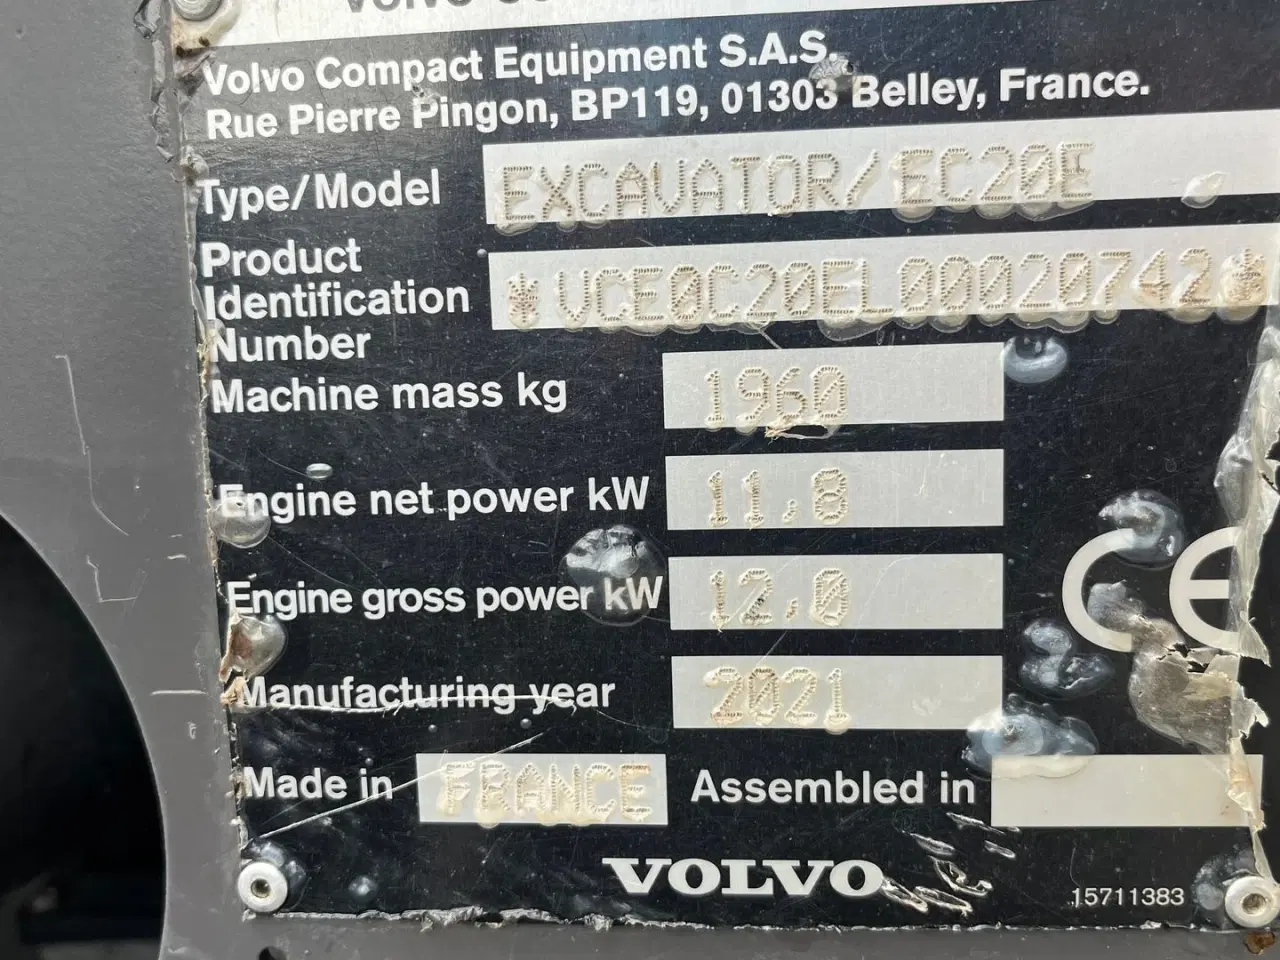 Volvo Compact Equipment S.A.S.
Rue Pierre Pingon, BP119, 01303 Belley, France.
Type/Model EXCAVATOR/EC20E
Product Identification Number *VCE0C20EL00020742*
Machine mass kg 1960
Engine net power kW 11.8
Engine gross power kW 12.0
Manufacturing year 2021
Made in FRANCE Assembled in
CE
VOLVO
15711383